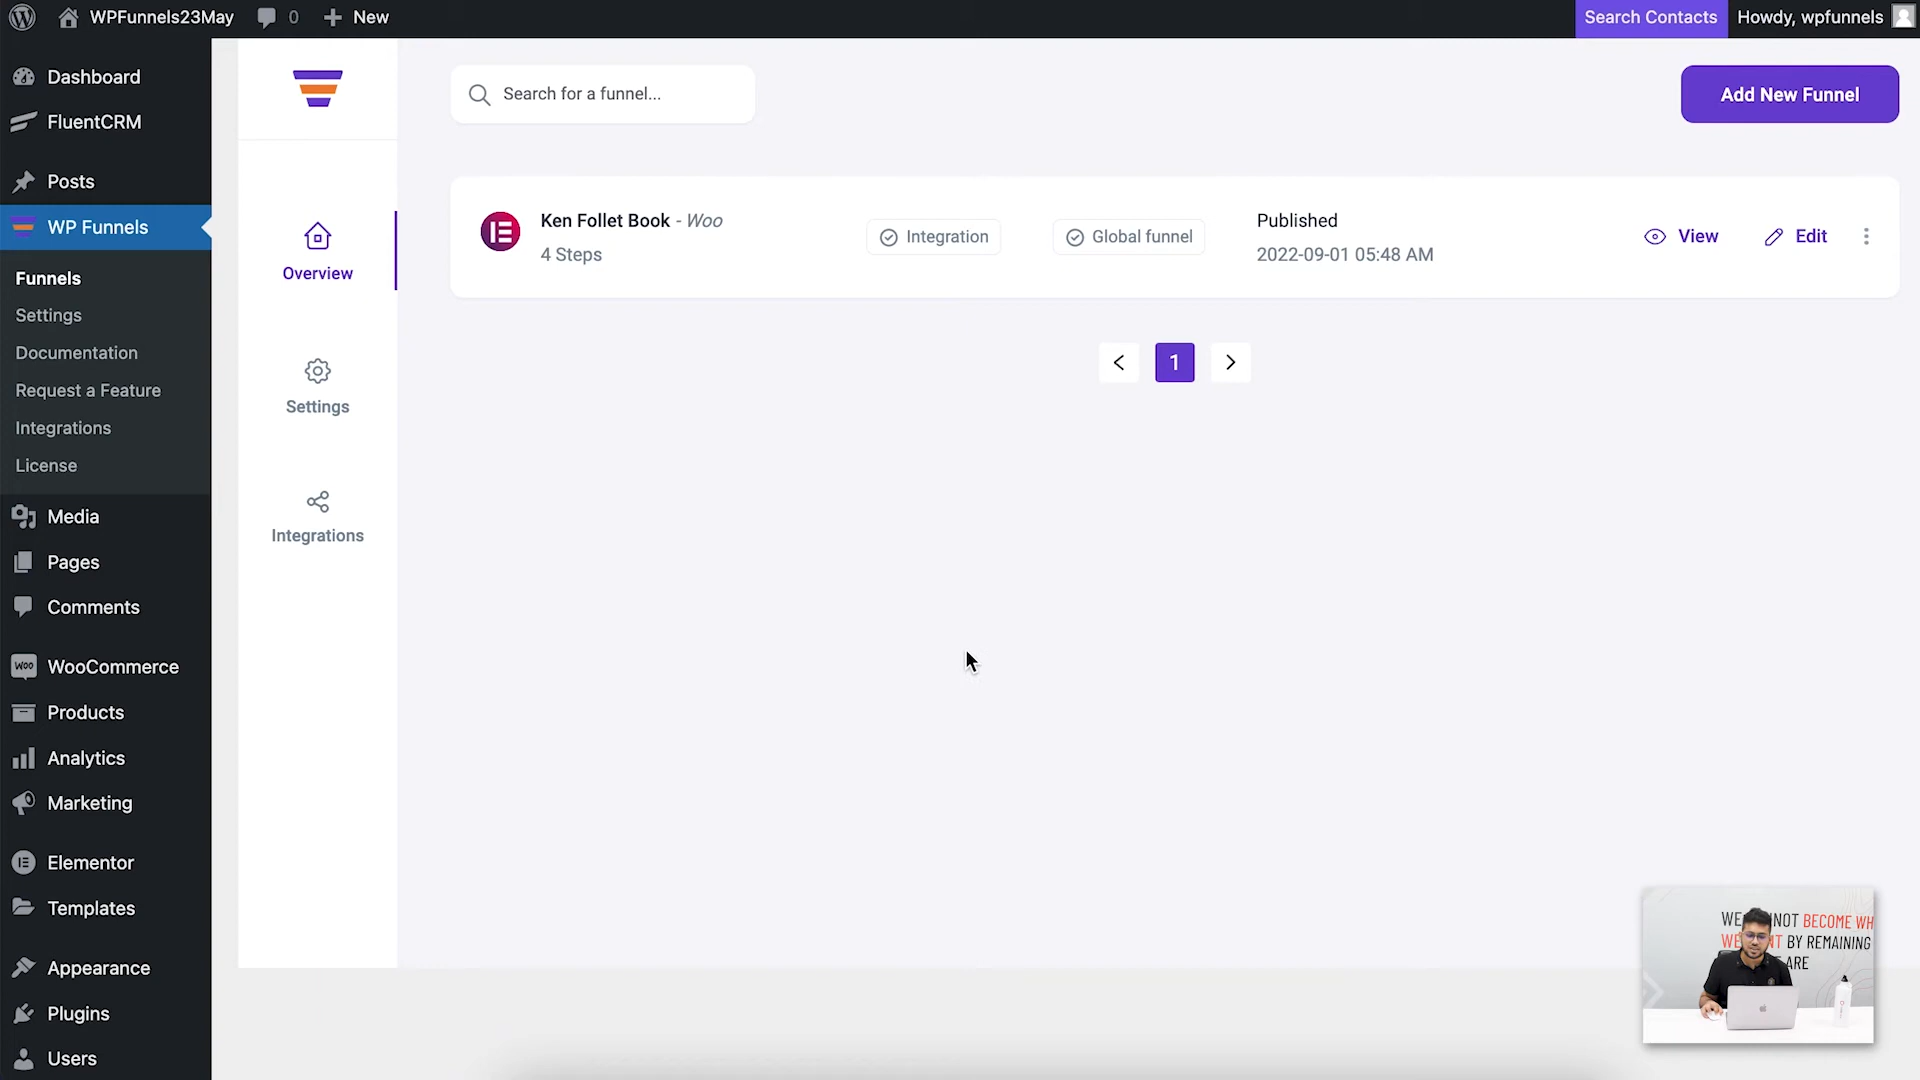 WPFunnels23May
0
New
Search Contacts
Howdy, wpfunnels
Dashboard
FluentCRM
Posts
WP Funnels
Funnels
Settings
Documentation
Request a Feature
Integrations
License
Media
Pages
Comments
Woo
WooCommerce
Products
Analytics
Marketing
Elementor
Templates
Appearance
Plugins
Users
Overview
Settings
Integrations
Search for a funnel...
Add New Funnel
Ken Follet Book - Woo
4 Steps
Integration
Global funnel
Published
2022-09-01 05:48 AM
View
Edit
1
BECOME
BY REMAINING
ARE